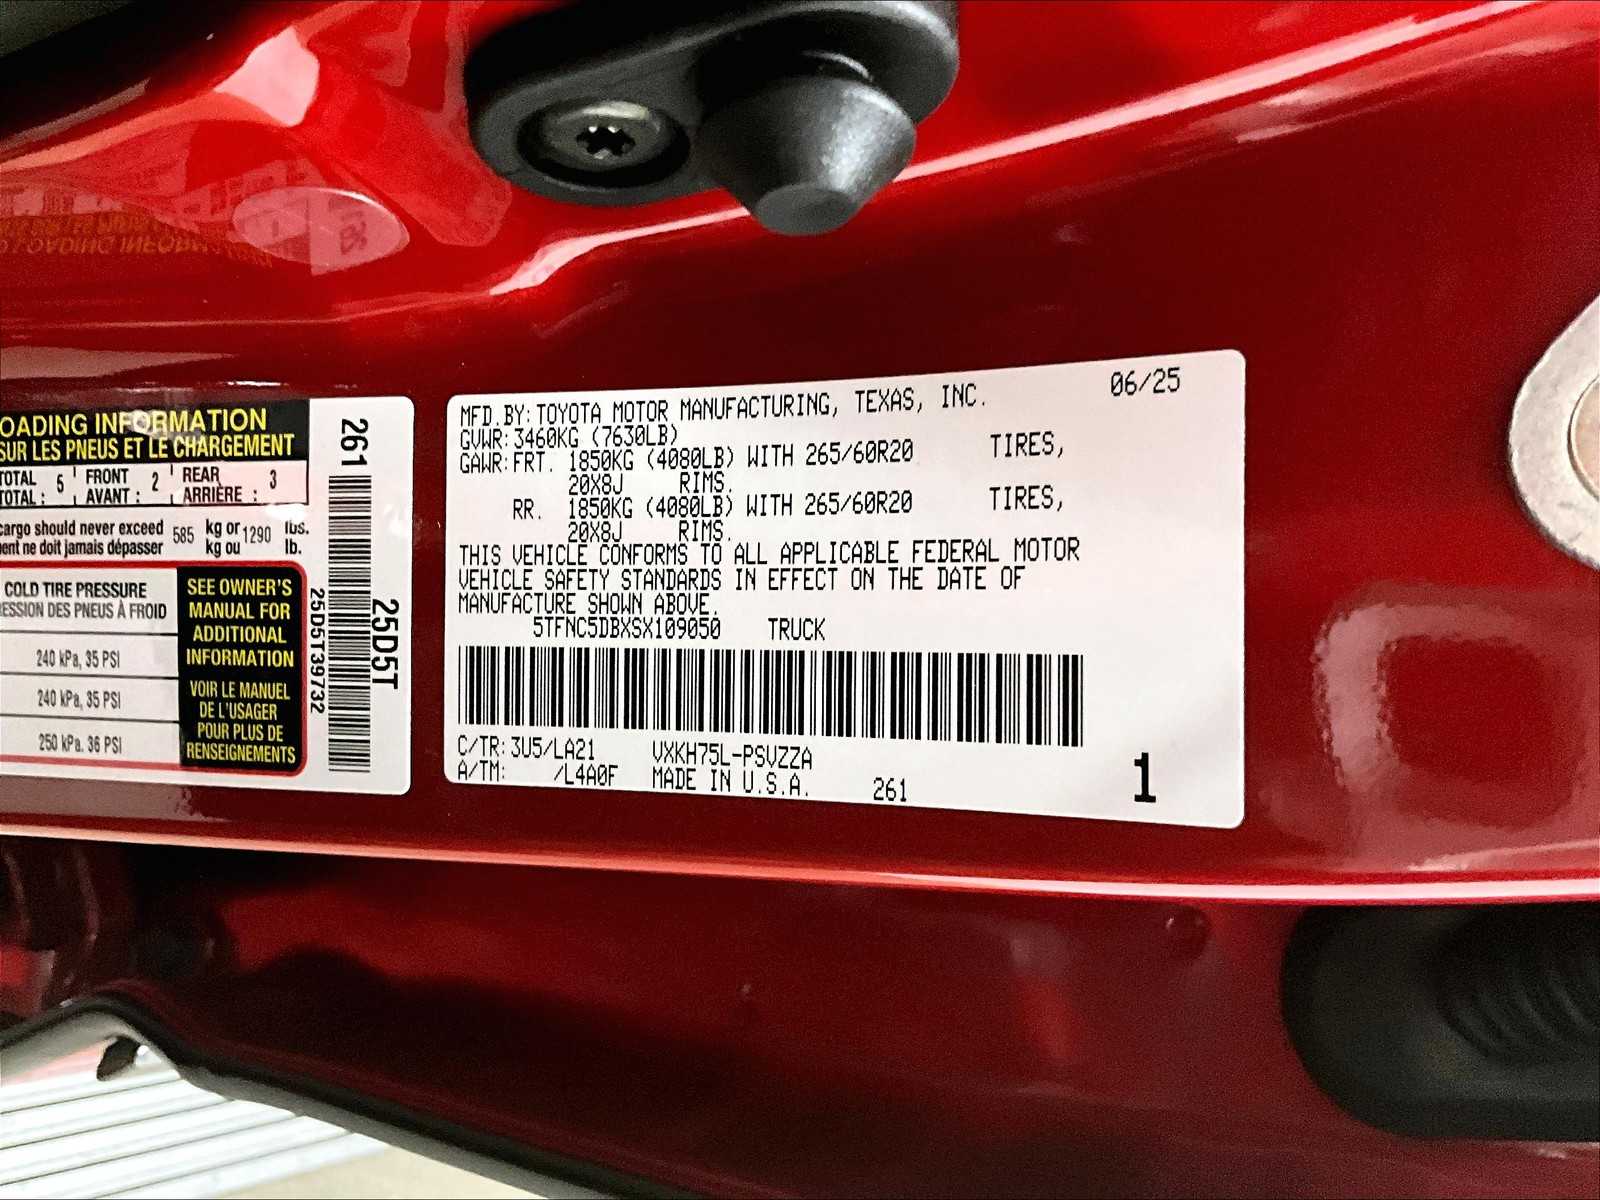 OADING INFORMATION
SUR LES PNEUS ET LE CHARGEMENT
TOTAL 5 FRONT 2 REAR 3
TOTAL : AVANT : ARRIÈRE :
cargo should never exceed 585 kg or 1290 lbs.
ent ne doit jamais dépasser kg ou lb.
COLD TIRE PRESSURE
ESSION DES PNEUS À FROID
240 kPa, 35 PSI
240 kPa, 35 PSI
250 kPa. 36 PSI
SEE OWNER'S
MANUAL FOR
ADDITIONAL
INFORMATION
VOIR LE MANUEL
DE L'USAGER
POUR PLUS DE
RENSEIGNEMENTS
261
25D5T39732
25D5T
MFD.BY: TOYOTA MOTOR MANUFACTURING, TEXAS, INC. 06/25
GVWR: 3460KG (7630LB)
GAWR: FRT. 1850KG (4080LB) WITH 265/60R20 TIRES,
20X8J RIMS.
RR. 1850KG (4080LB) WITH 265/60R20 TIRES,
20X8J RIMS.
THIS VEHICLE CONFORMS TO ALL APPLICABLE FEDERAL MOTOR
VEHICLE SAFETY STANDARDS IN EFFECT ON THE DATE OF
MANUFACTURE SHOWN ABOVE.
5TFNC5DBXSX109050 TRUCK
C/TR: 3U5/LA21 VXKH75L-PSVZZA
A/TM: /L4A0F MADE IN U.S.A. 261 1